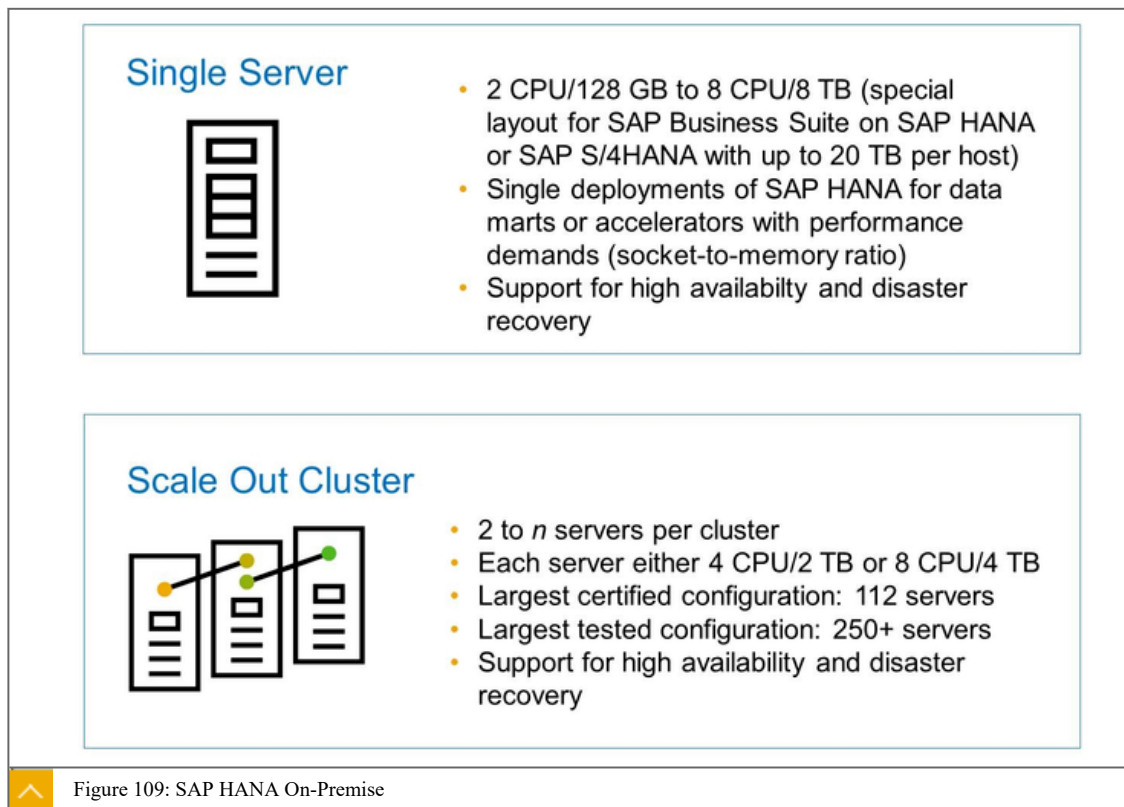 Single Server
• 2 CPU/128 GB to 8 CPU/8 TB (special
layout for SAP Business Suite on SAP HANA
or SAP S/4HANA with up to 20 TB per host)
• Single deployments of SAP HANA for data
marts or accelerators with performance
demands (socket-to-memory ratio)
• Support for high availabilty and disaster
recovery
Scale Out Cluster
• 2 to n servers per cluster
• Each server either 4 CPU/2 TB or 8 CPU/4 TB
• Largest certified configuration: 112 servers
• Largest tested configuration: 250+ servers
• Support for high availability and disaster
recovery
Figure 109: SAP HANA On-Premise